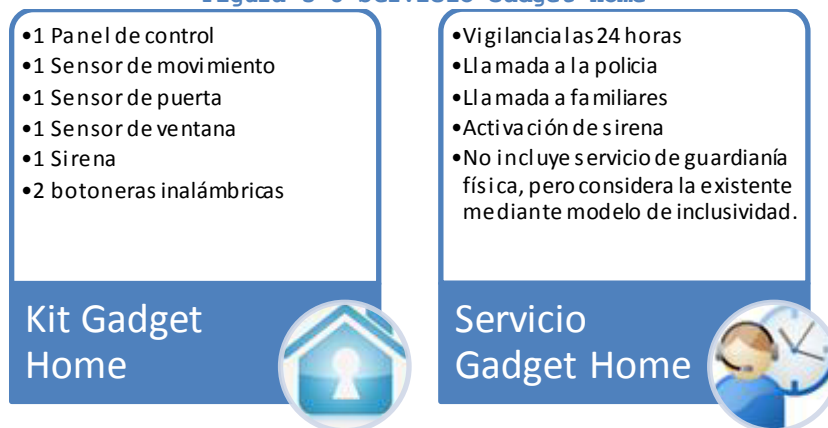 •1 Panel de control
•1 Sensor de movimiento
•1 Sensor de puerta
•1 Sensor de ventana
•1 Sirena
•2 botoneras inalámbricas
Kit Gadget
Home
•Vigilancia las 24 horas
•Llamada a la policia
•Llamada a familiares
•Activación de sirena
•No incluye servicio de guardianía
física, pero considera la existente
mediante modelo de inclusividad.
Servicio
Gadget Home